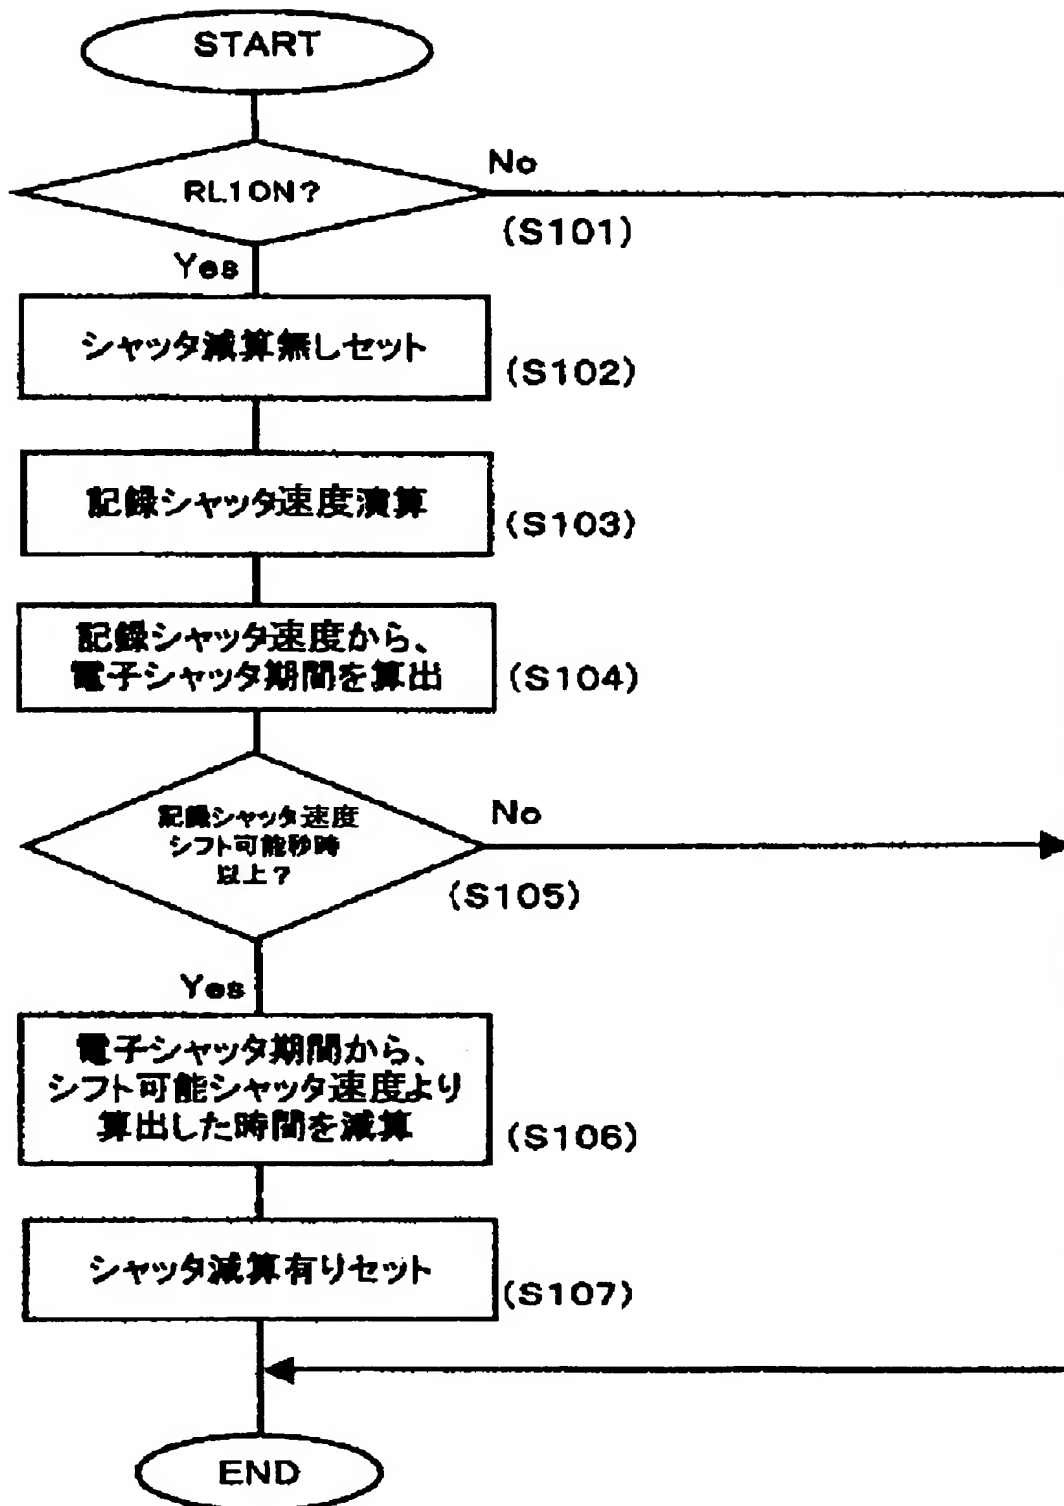 START
RL1ON?
No
(S101)
Yes
シャッタ減算無しセット
(S102)
記録シャッタ速度演算
(S103)
記録シャッタ速度から、
電子シャッタ期間を算出
(S104)
記録シャッタ速度
シフト可能秒時
以上？
No
(S105)
Yes
電子シャッタ期間から、
シフト可能シャッタ速度より
算出した時間を減算
(S106)
シャッタ減算有りセット
(S107)
END